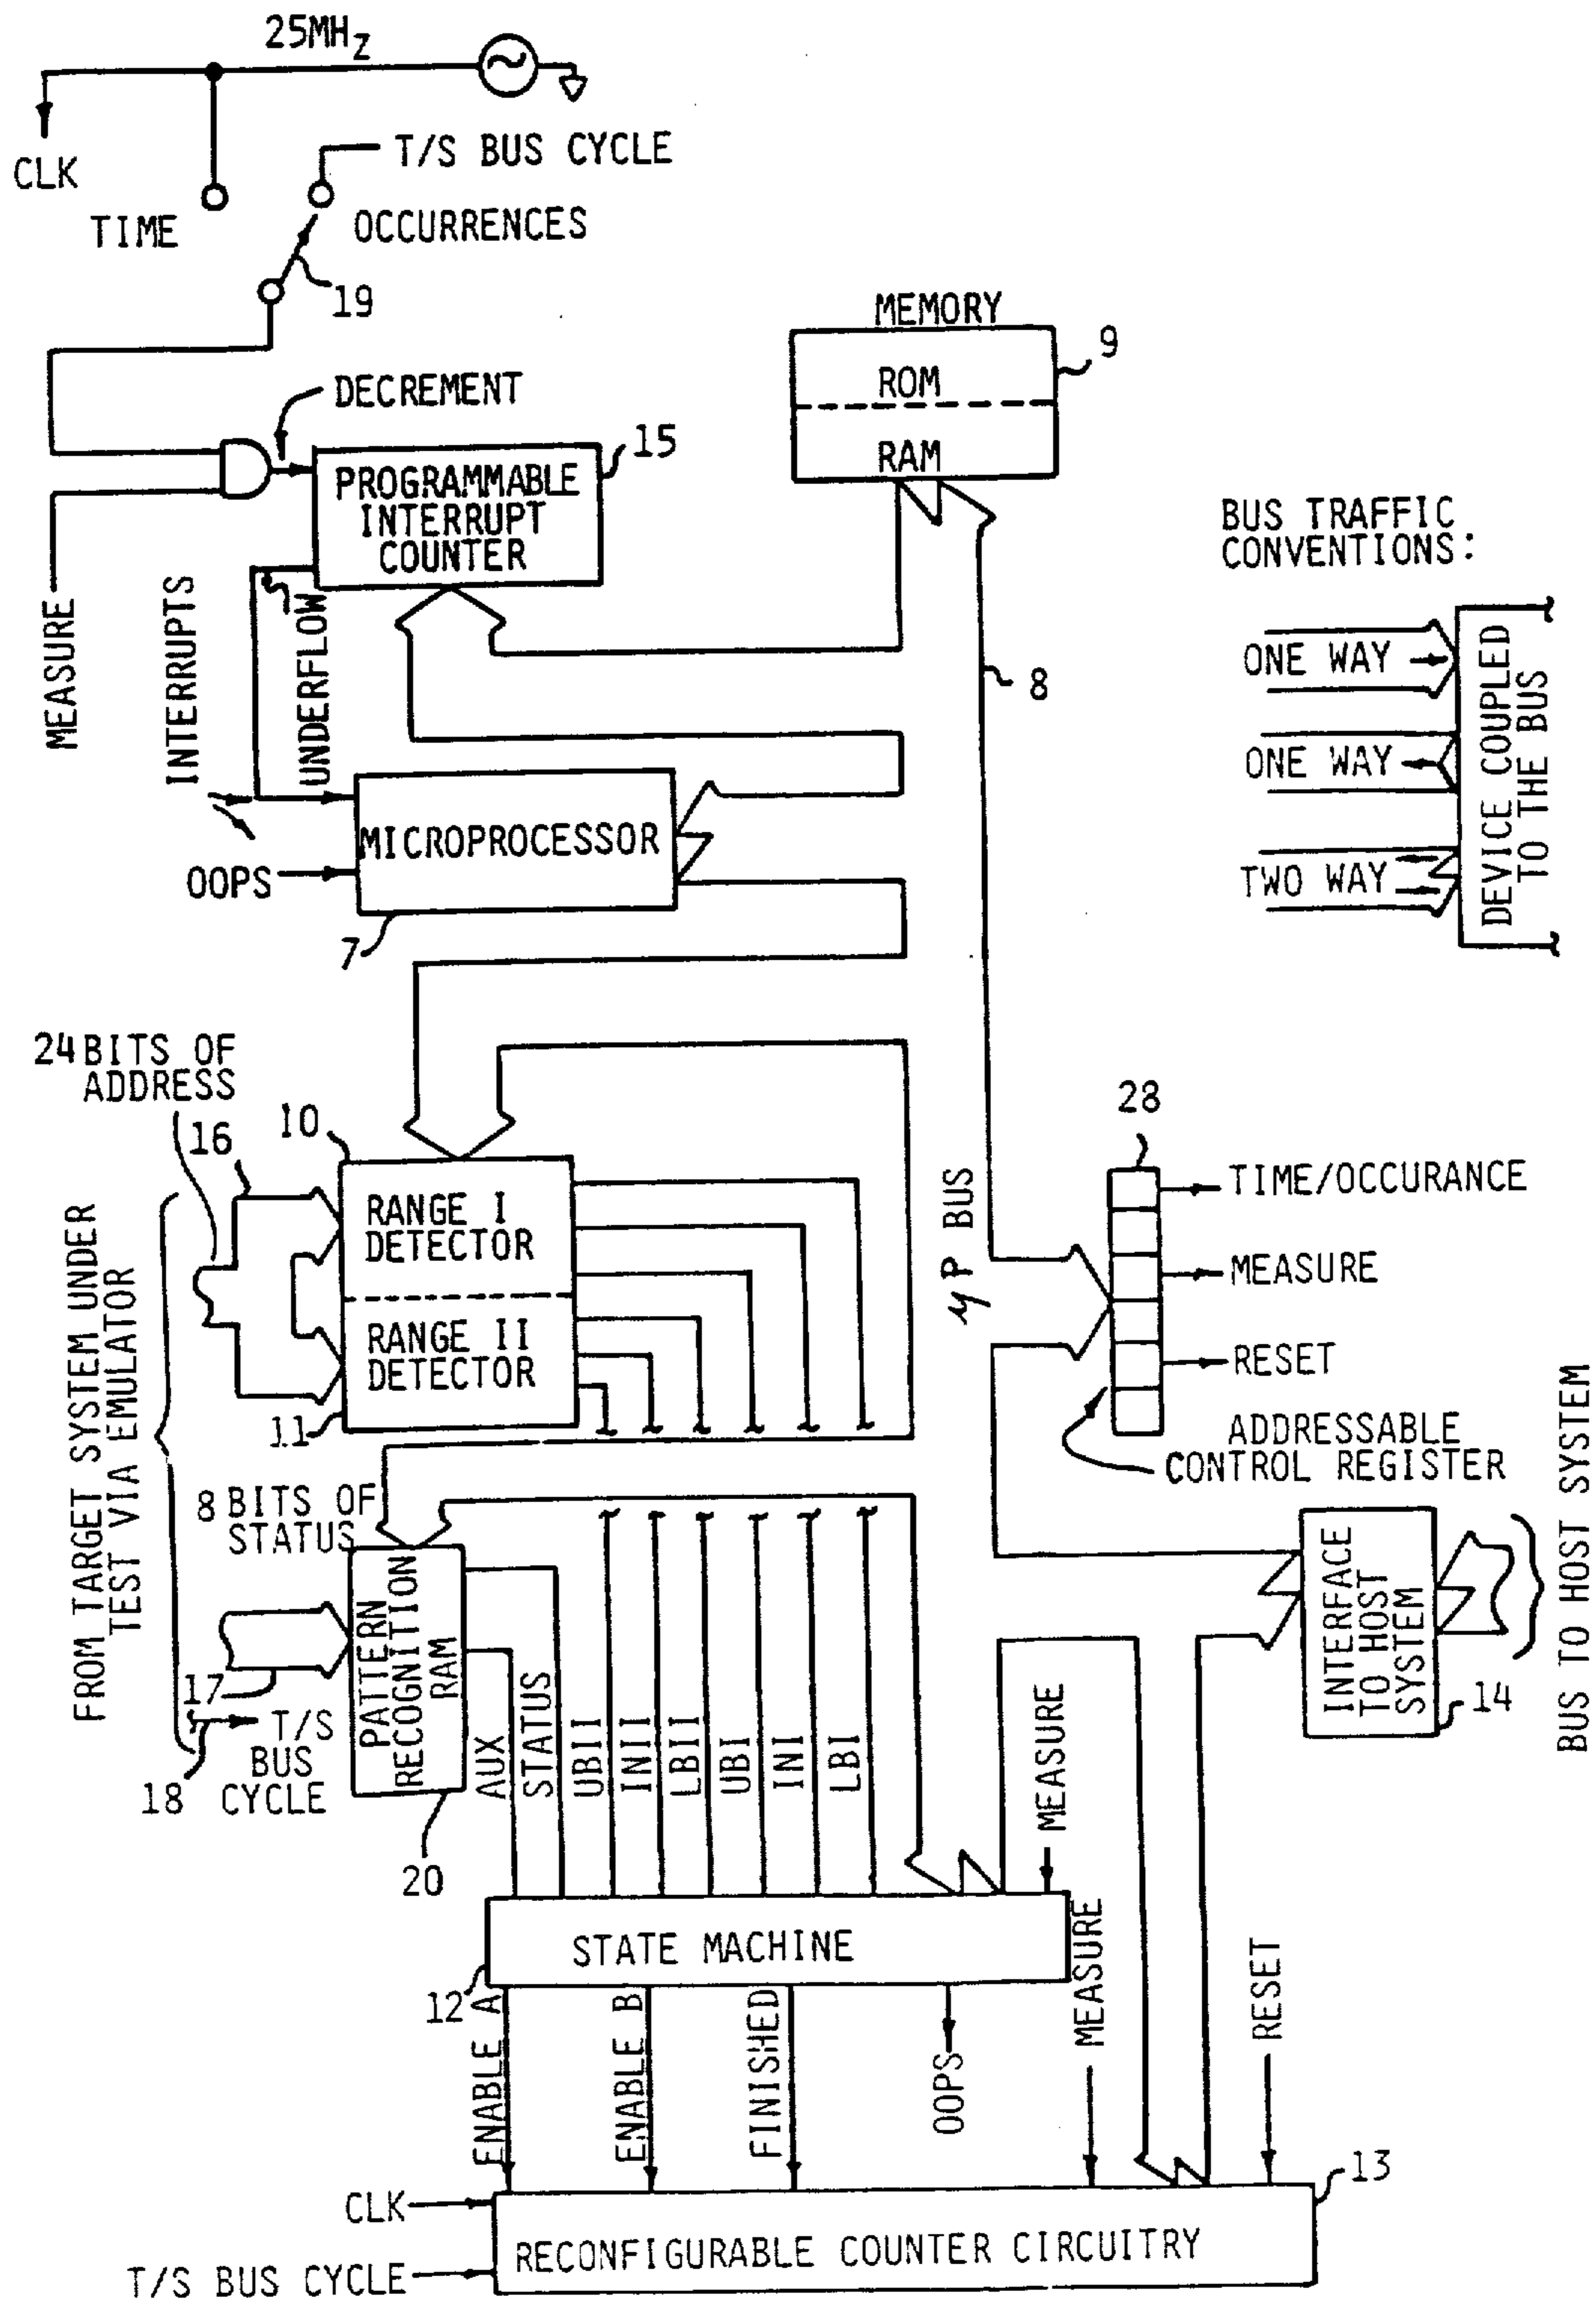 25MHz
CLK
TIME
T/S BUS CYCLE
OCCURRENCES
19
MEMORY
ROM
RAM
9
DECREMENT
15
PROGRAMMABLE
INTERRUPT
COUNTER
MEASURE
INTERRUPTS
UNDERFLOW
8
BUS TRAFFIC
CONVENTIONS:
ONE WAY
ONE WAY
TWO WAY
DEVICE COUPLED
TO THE BUS
MICROPROCESSOR
OOPS
7
24 BITS OF
ADDRESS
16
10
RANGE I
DETECTOR
RANGE II
DETECTOR
11
FROM TARGET SYSTEM UNDER
TEST VIA EMULATOR
μP BUS
28
TIME/OCCURANCE
MEASURE
RESET
ADDRESSABLE
CONTROL REGISTER
8 BITS OF
STATUS
17
T/S
BUS
CYCLE
18
PATTERN
RECOGNITION
RAM
20
AUX
STATUS
UBII
INII
LBII
UBI
INI
LBI
MEASURE
INTERFACE
TO HOST
SYSTEM
14
BUS TO HOST SYSTEM
STATE MACHINE
12
ENABLE A
ENABLE B
FINISHED
OOPS
MEASURE
RESET
13
CLK
T/S BUS CYCLE
RECONFIGURABLE COUNTER CIRCUITRY